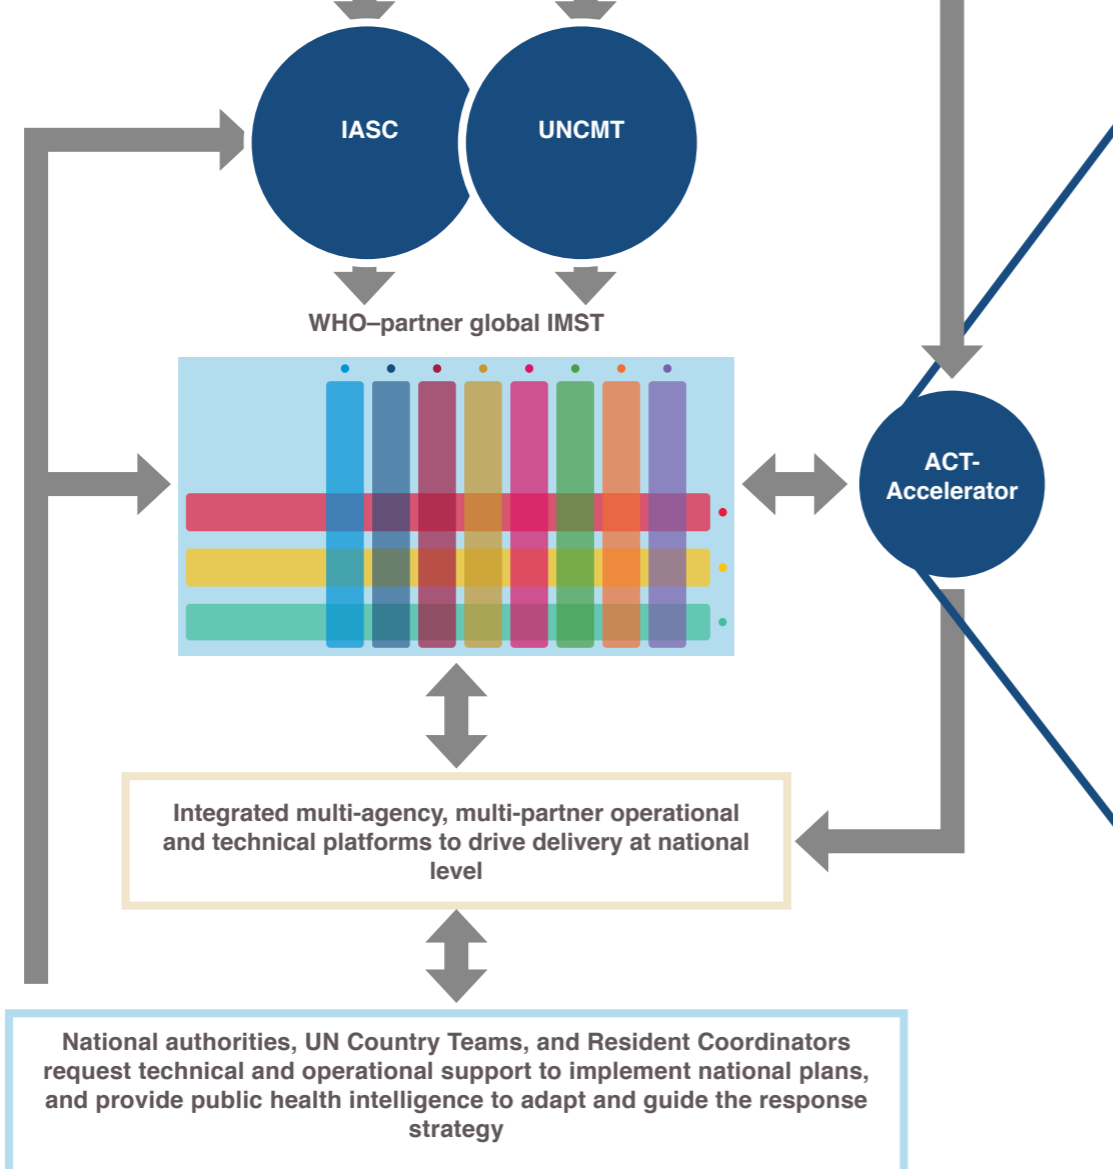 IASC
UNCMT
WHO–partner global IMST
ACT-
Accelerator
Integrated multi-agency, multi-partner operational
and technical platforms to drive delivery at national
level
National authorities, UN Country Teams, and Resident Coordinators
request technical and operational support to implement national plans,
and provide public health intelligence to adapt and guide the response
strategy